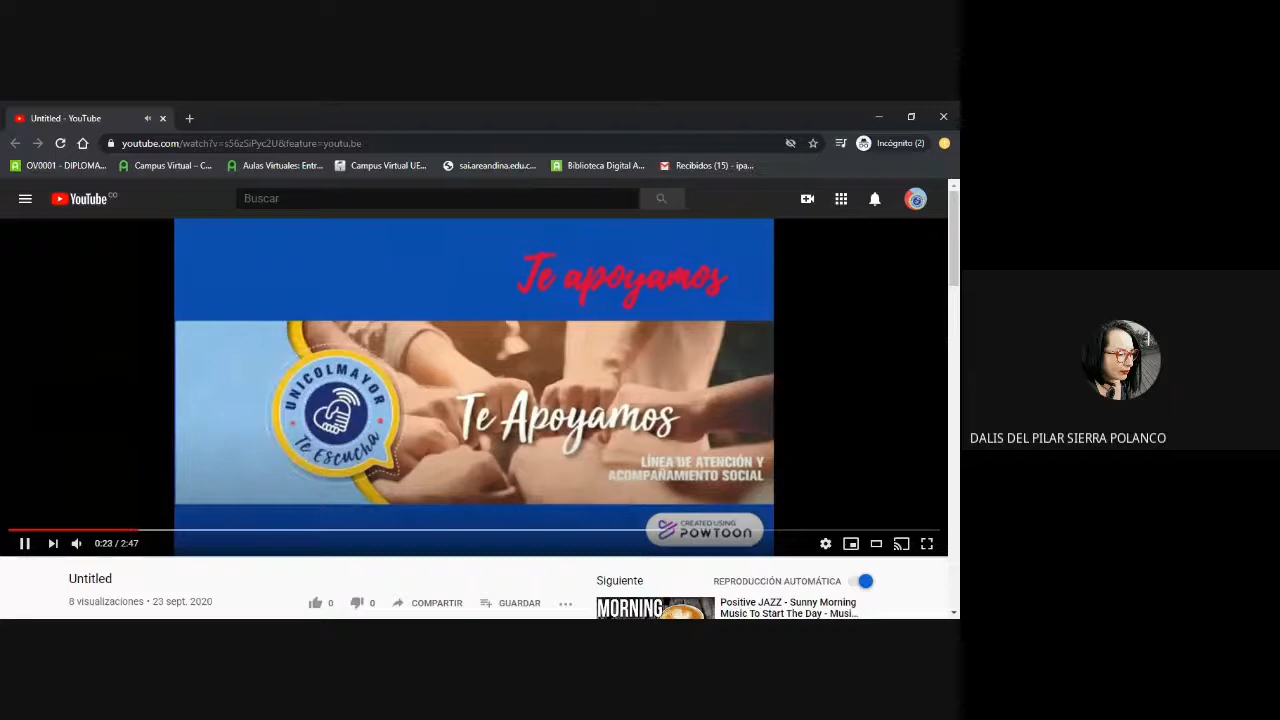 Untitled - YouTube
youtube.com/watch?v=s56zSiPyc2U&feature=youtu.be
Incógnito (2)
OV0001 - DIPLOMA...
Campus Virtual – C...
Aulas Virtuales: Entr...
Campus Virtual UE...
sai.areandina.edu.c...
Biblioteca Digital A...
Recibidos (15) - ipa...
YouTube CO
Buscar
Te apoyamos
UNICOLMAYOR
Te Escucha
Te Apoyamos
LÍNEA DE ATENCIÓN Y
ACOMPAÑAMIENTO SOCIAL
CREATED USING
POWTOON
0:23 / 2:47
Untitled
8 visualizaciones • 23 sept. 2020
0
0
COMPARTIR
GUARDAR
Siguiente
REPRODUCCIÓN AUTOMÁTICA
MORNING
Positive JAZZ - Sunny Morning
Music To Start The Day - Musi...
DALIS DEL PILAR SIERRA POLANCO